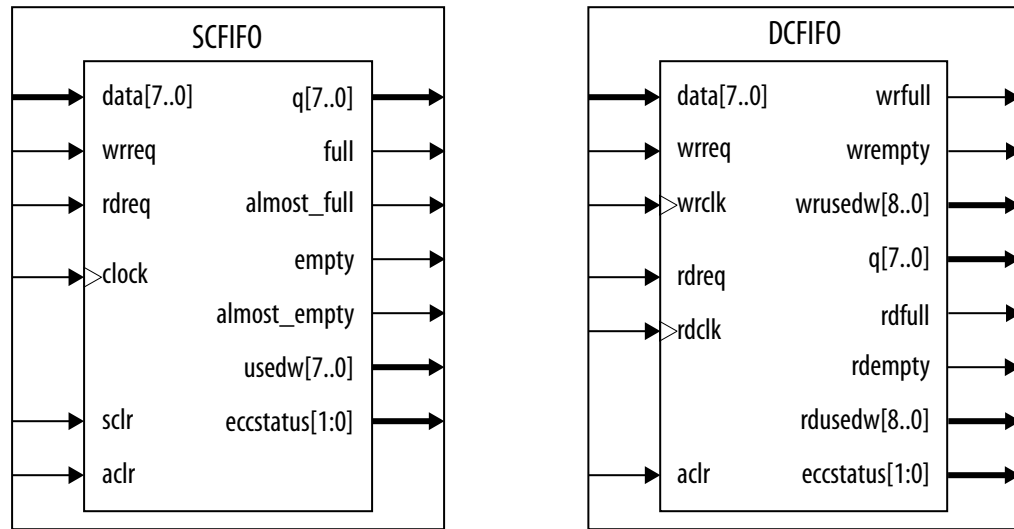 SCFIFO
data[7..0]
q[7..0]
wrreq
full
rdreq
almost_full
clock
empty
almost_empty
usedw[7..0]
sclr
eccstatus[1:0]
aclr
DCFIFO
data[7..0]
wrfull
wrreq
wrempty
wrclk
wrusedw[8..0]
q[7..0]
rdreq
rdfull
rdclk
rdempty
rdusedw[8..0]
aclr
eccstatus[1:0]